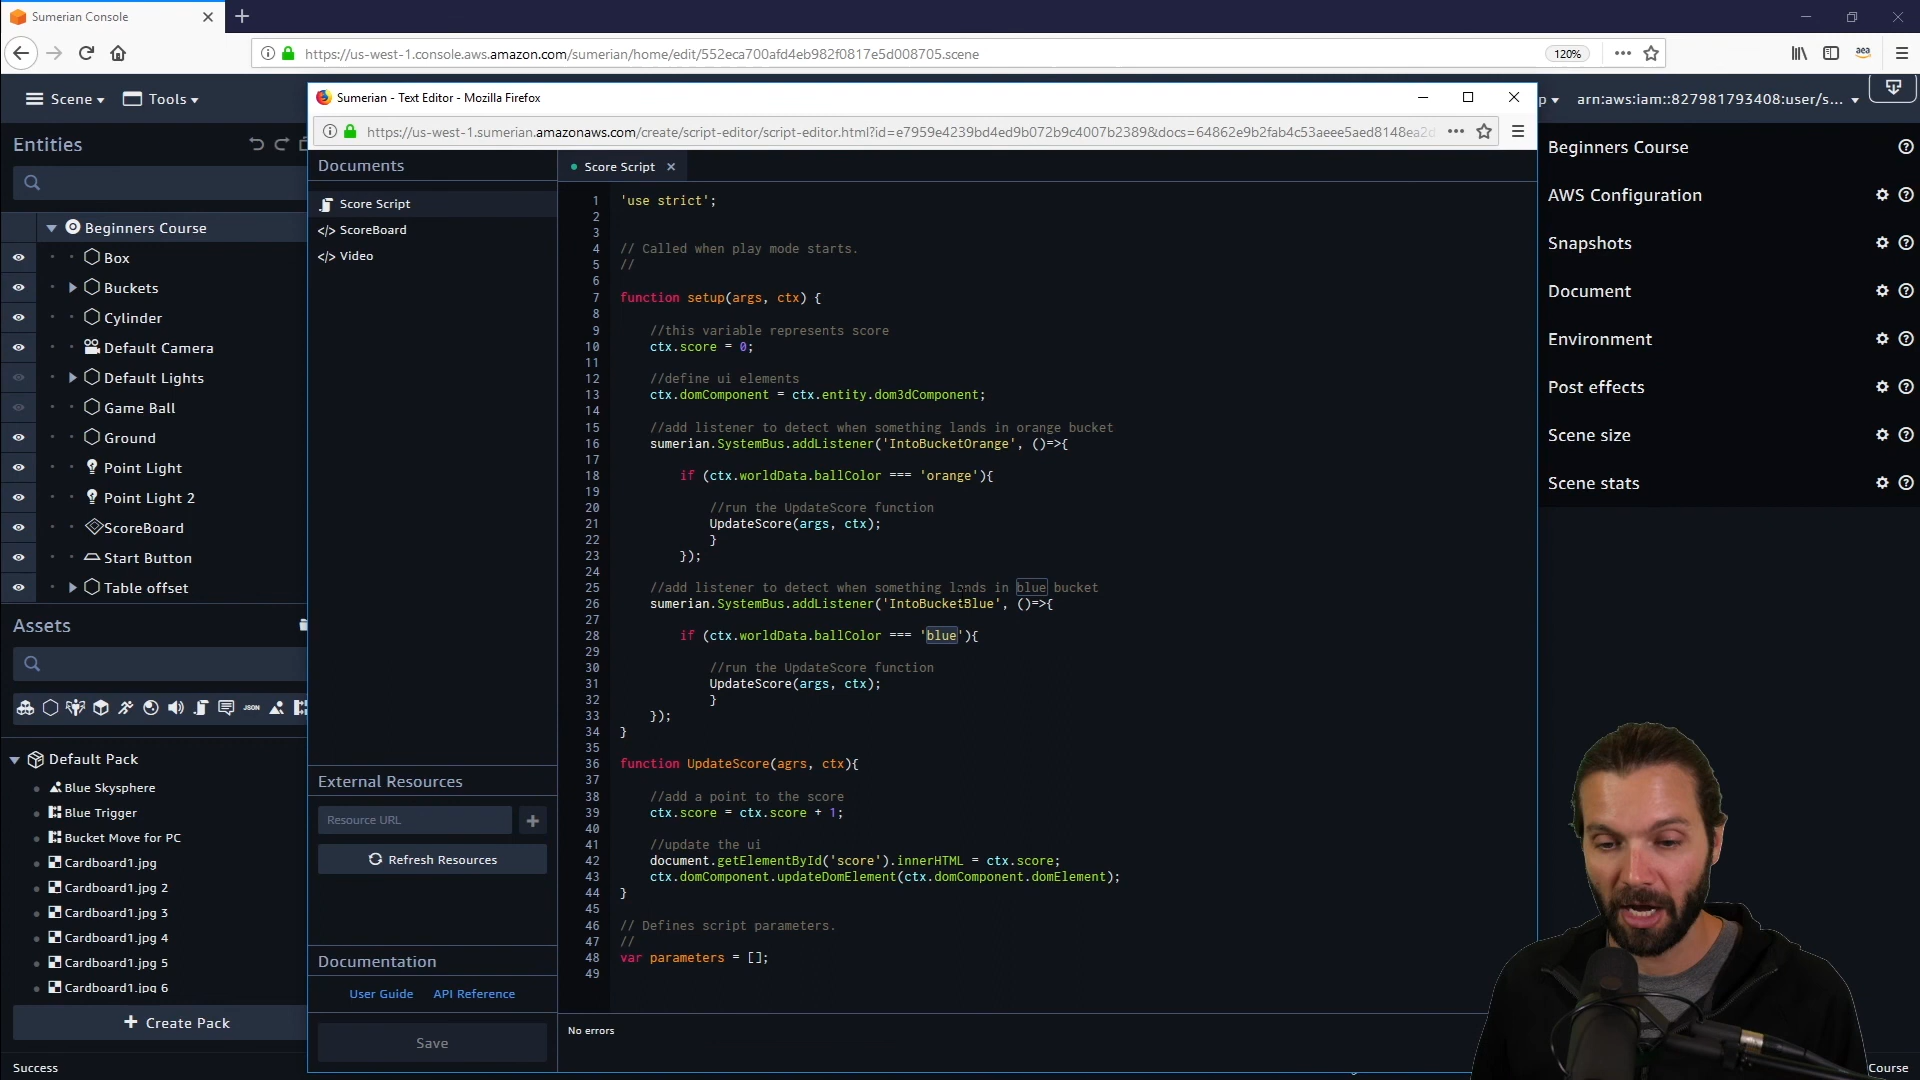 Sumerian Console
https://us-west-1.console.aws.amazon.com/sumerian/home/edit/552eca700afd4eb982f0817e5d008705.scene
120%
aea
Scene
Tools
arn:aws:iam::827981793408:user/s...
Sumerian - Text Editor - Mozilla Firefox
https://us-west-1.sumerian.amazonaws.com/create/script-editor/script-editor.html?id=e7959e4239bd4ed9b072b9c4007b2389&docs=64862e9b2fab4c53aeee5aed8148ea2d
Entities
Beginners Course
Box
Buckets
Cylinder
Default Camera
Default Lights
Game Ball
Ground
Point Light
Point Light 2
ScoreBoard
Start Button
Table offset
Assets
JSON
Default Pack
Blue Skysphere
Blue Trigger
Bucket Move for PC
Cardboard1.jpg
Cardboard1.jpg 2
Cardboard1.jpg 3
Cardboard1.jpg 4
Cardboard1.jpg 5
Cardboard1.jpg 6
Create Pack
Success
Documents
Score Script
</> ScoreBoard
</> Video
External Resources
Resource URL
Refresh Resources
Documentation
User Guide API Reference
Save
Score Script
1 'use strict';
2
3
4 // Called when play mode starts.
5 //
6
7 function setup(args, ctx) {
8
9 //this variable represents score
10 ctx.score = 0;
11
12 //define ui elements
13 ctx.domComponent = ctx.entity.dom3dComponent;
14
15 //add listener to detect when something lands in orange bucket
16 sumerian.SystemBus.addListener('IntoBucketOrange', ()=>{
17
18 if (ctx.worldData.ballColor === 'orange'){
19
20 //run the UpdateScore function
21 UpdateScore(args, ctx);
22 }
23 });
24
25 //add listener to detect when something lands in blue bucket
26 sumerian.SystemBus.addListener('IntoBucketBlue', ()=>{
27
28 if (ctx.worldData.ballColor === 'blue'){
29
30 //run the UpdateScore function
31 UpdateScore(args, ctx);
32 }
33 });
34 }
35
36 function UpdateScore(agrs, ctx){
37
38 //add a point to the score
39 ctx.score = ctx.score + 1;
40
41 //update the ui
42 document.getElementById('score').innerHTML = ctx.score;
43 ctx.domComponent.updateDomElement(ctx.domComponent.domElement);
44 }
45
46 // Defines script parameters.
47 //
48 var parameters = [];
49
No errors
Beginners Course
AWS Configuration
Snapshots
Document
Environment
Post effects
Scene size
Scene stats
Course